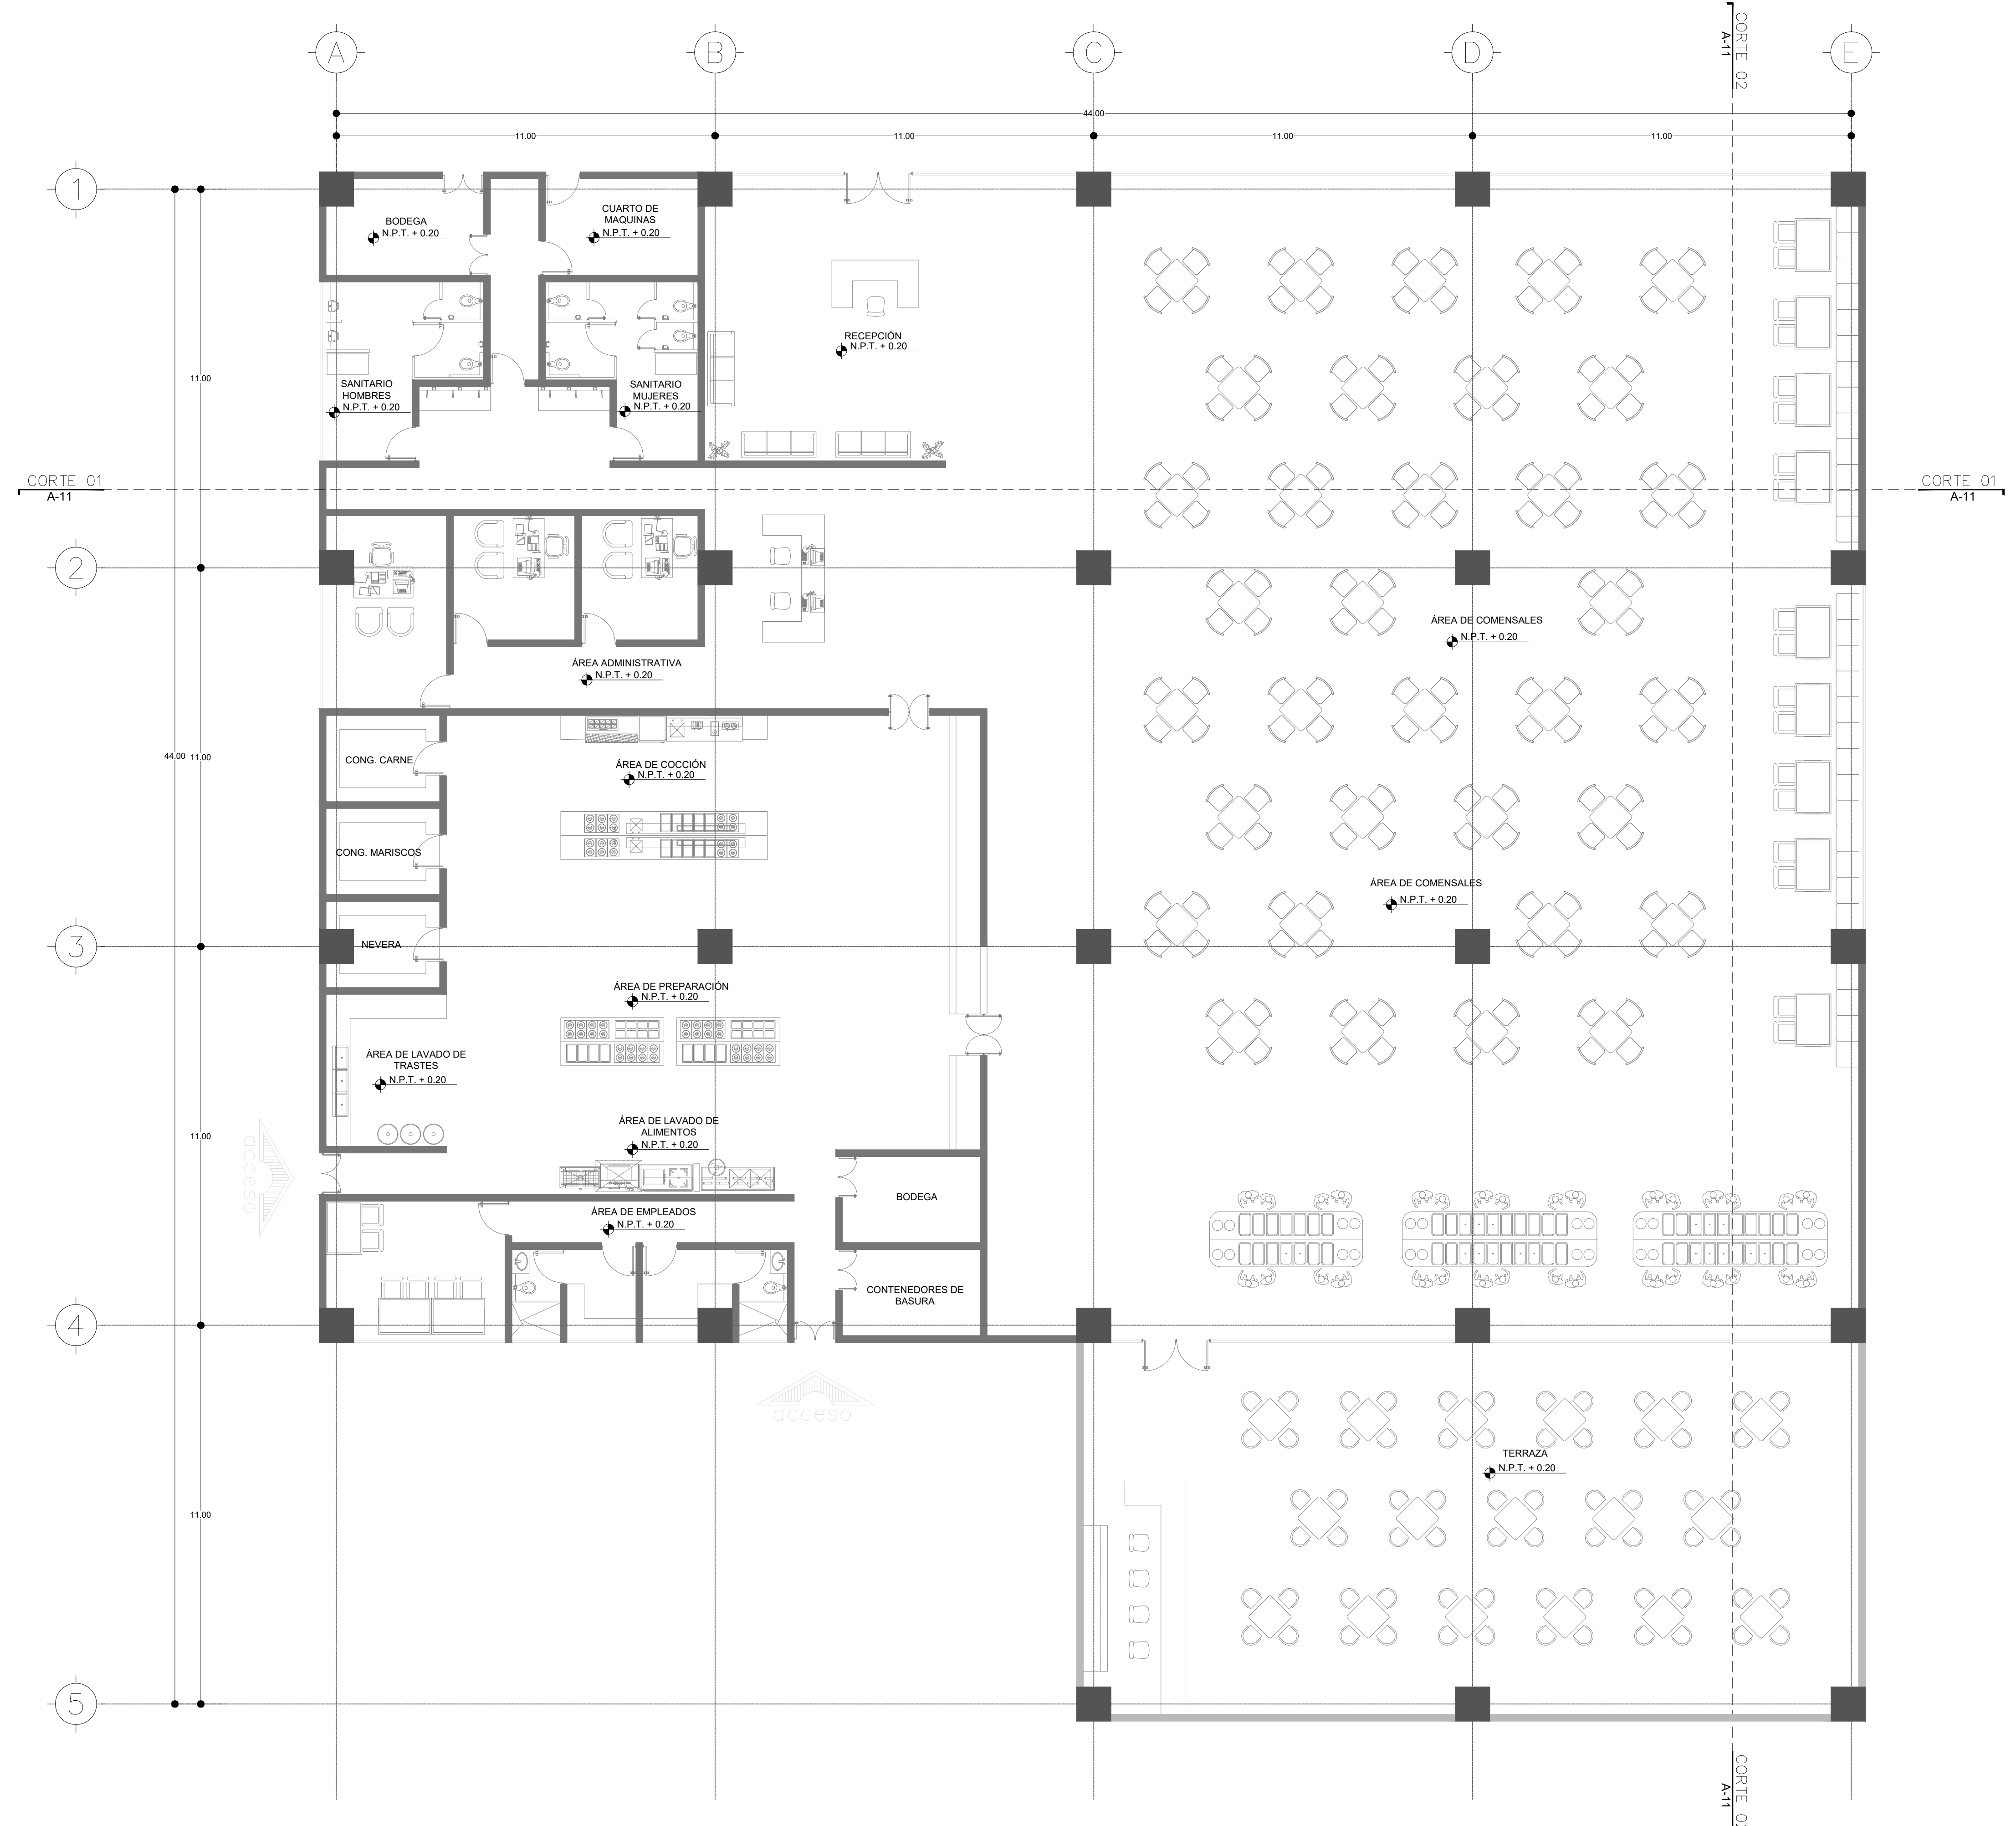 CORTE 02
A-11
A
B
C
D
E
44.00
11.00
11.00
11.00
11.00
1
BODEGA
N.P.T. + 0.20
CUARTO DE
MAQUINAS
N.P.T. + 0.20
RECEPCIÓN
N.P.T. + 0.20
11.00
SANITARIO
HOMBRES
N.P.T. + 0.20
SANITARIO
MUJERES
N.P.T. + 0.20
CORTE 01
A-11
CORTE 01
A-11
2
ÁREA DE COMENSALES
N.P.T. + 0.20
ÁREA ADMINISTRATIVA
N.P.T. + 0.20
44.00
11.00
CONG. CARNE
ÁREA DE COCCIÓN
N.P.T. + 0.20
CONG. MARISCOS
ÁREA DE COMENSALES
N.P.T. + 0.20
3
NEVERA
ÁREA DE PREPARACIÓN
N.P.T. + 0.20
ÁREA DE LAVADO DE
TRASTES
N.P.T. + 0.20
11.00
acceso
ÁREA DE LAVADO DE
ALIMENTOS
N.P.T. + 0.20
BODEGA
ÁREA DE EMPLEADOS
N.P.T. + 0.20
CONTENEDORES DE
BASURA
4
acceso
TERRAZA
N.P.T. + 0.20
11.00
5
CORTE 02
A-11